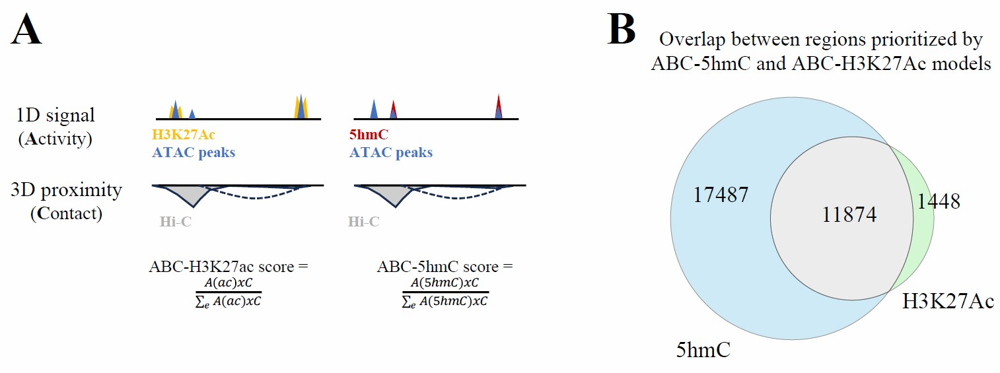 A
1D signal
(Activity)
H3K27Ac
ATAC peaks
5hmC
ATAC peaks
3D proximity
(Contact)
Hi-C
Hi-C
ABC-H3K27ac score =
A(ac)xC
∑e A(ac)xC
ABC-5hmC score =
A(5hmC)xC
∑e A(5hmC)xC
B
Overlap between regions prioritized by
ABC-5hmC and ABC-H3K27Ac models
17487
11874
1448
H3K27Ac
5hmC